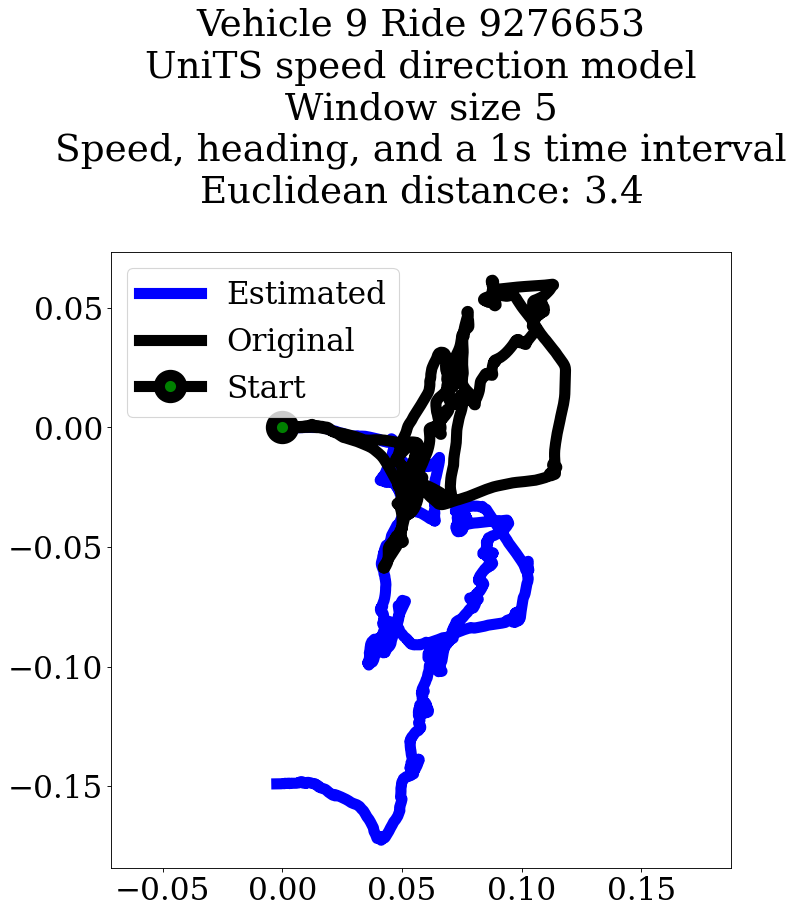 Vehicle 9 Ride 9276653
UniTS speed direction model
Window size 5
Speed, heading, and a 1s time interval
Euclidean distance: 3.4
Estimated
Original
Start
0.05
0.00
−0.05
−0.10
−0.15
−0.05 0.00 0.05 0.10 0.15